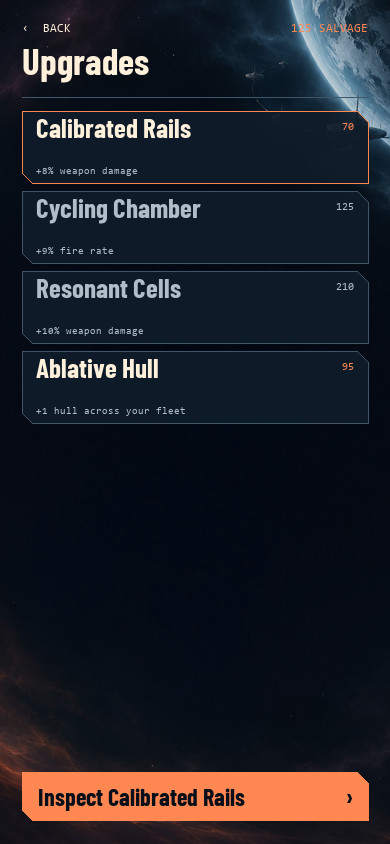 ‹ BACK
SALVAGE
Upgrades
Calibrated Rails
70
+8% weapon damage
Cycling Chamber
125
+9% fire rate
Resonant Cells
210
+10% weapon damage
Ablative Hull
95
+1 hull across your fleet
Inspect Calibrated Rails ›